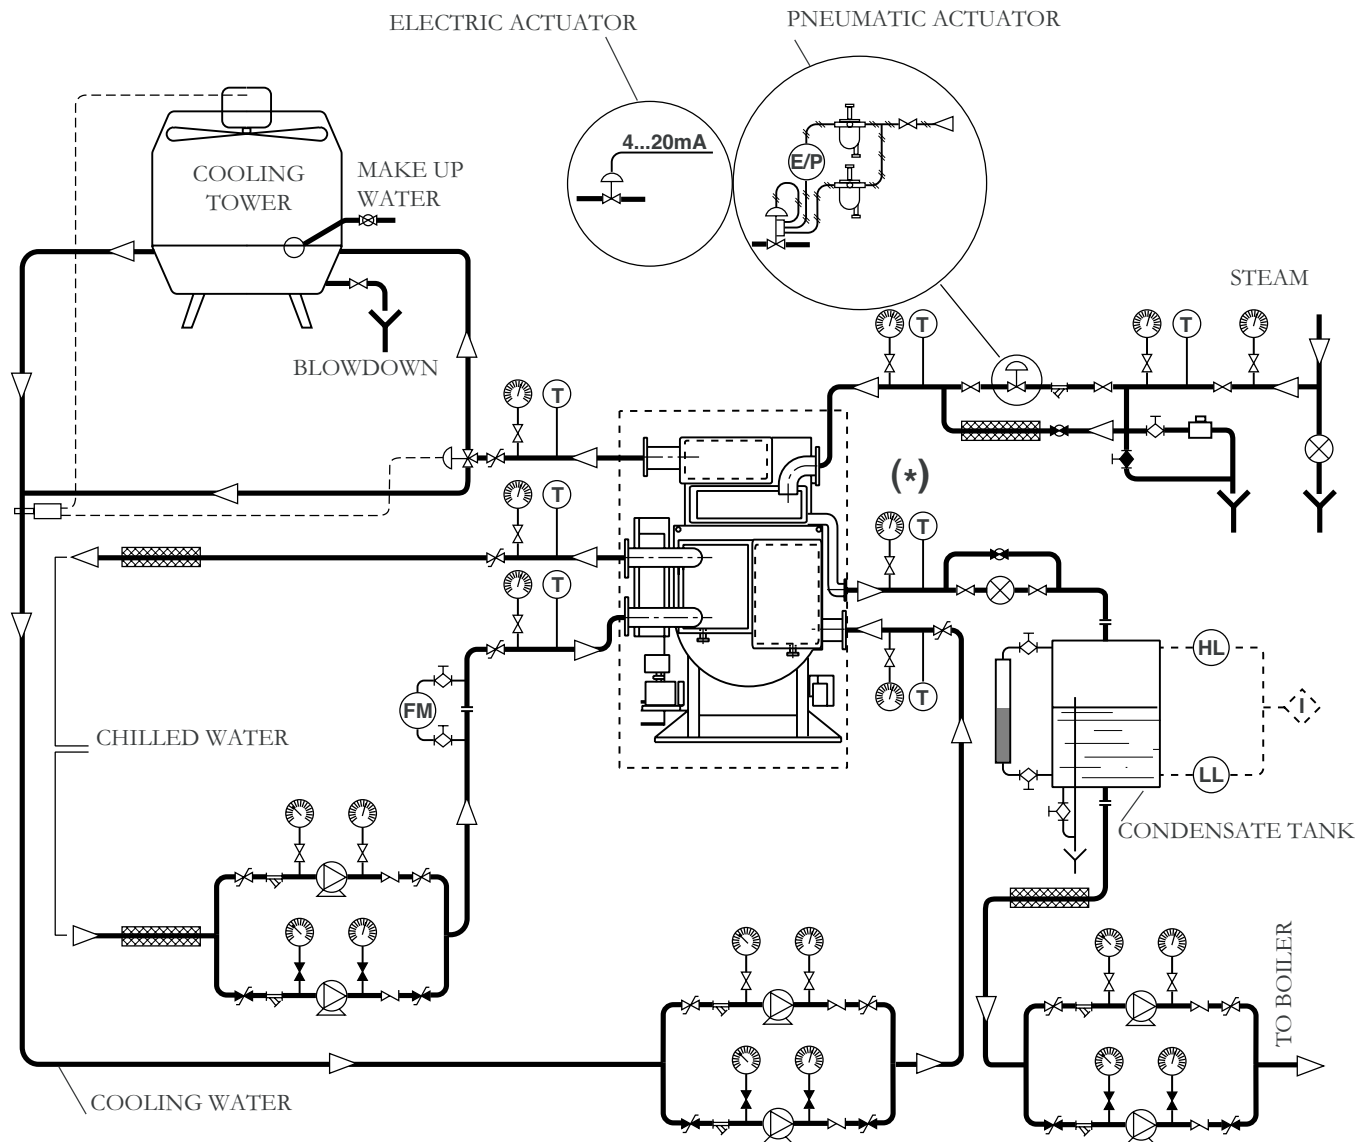 ELECTRIC ACTUATOR
PNEUMATIC ACTUATOR
4...20mA
E/P
COOLING
TOWER
MAKE UP
WATER
STEAM
BLOWDOWN
T
T
T
(*)
T
T
T
HL
T
FM
I
CHILLED WATER
LL
CONDENSATE TANK
TO BOILER
COOLING WATER